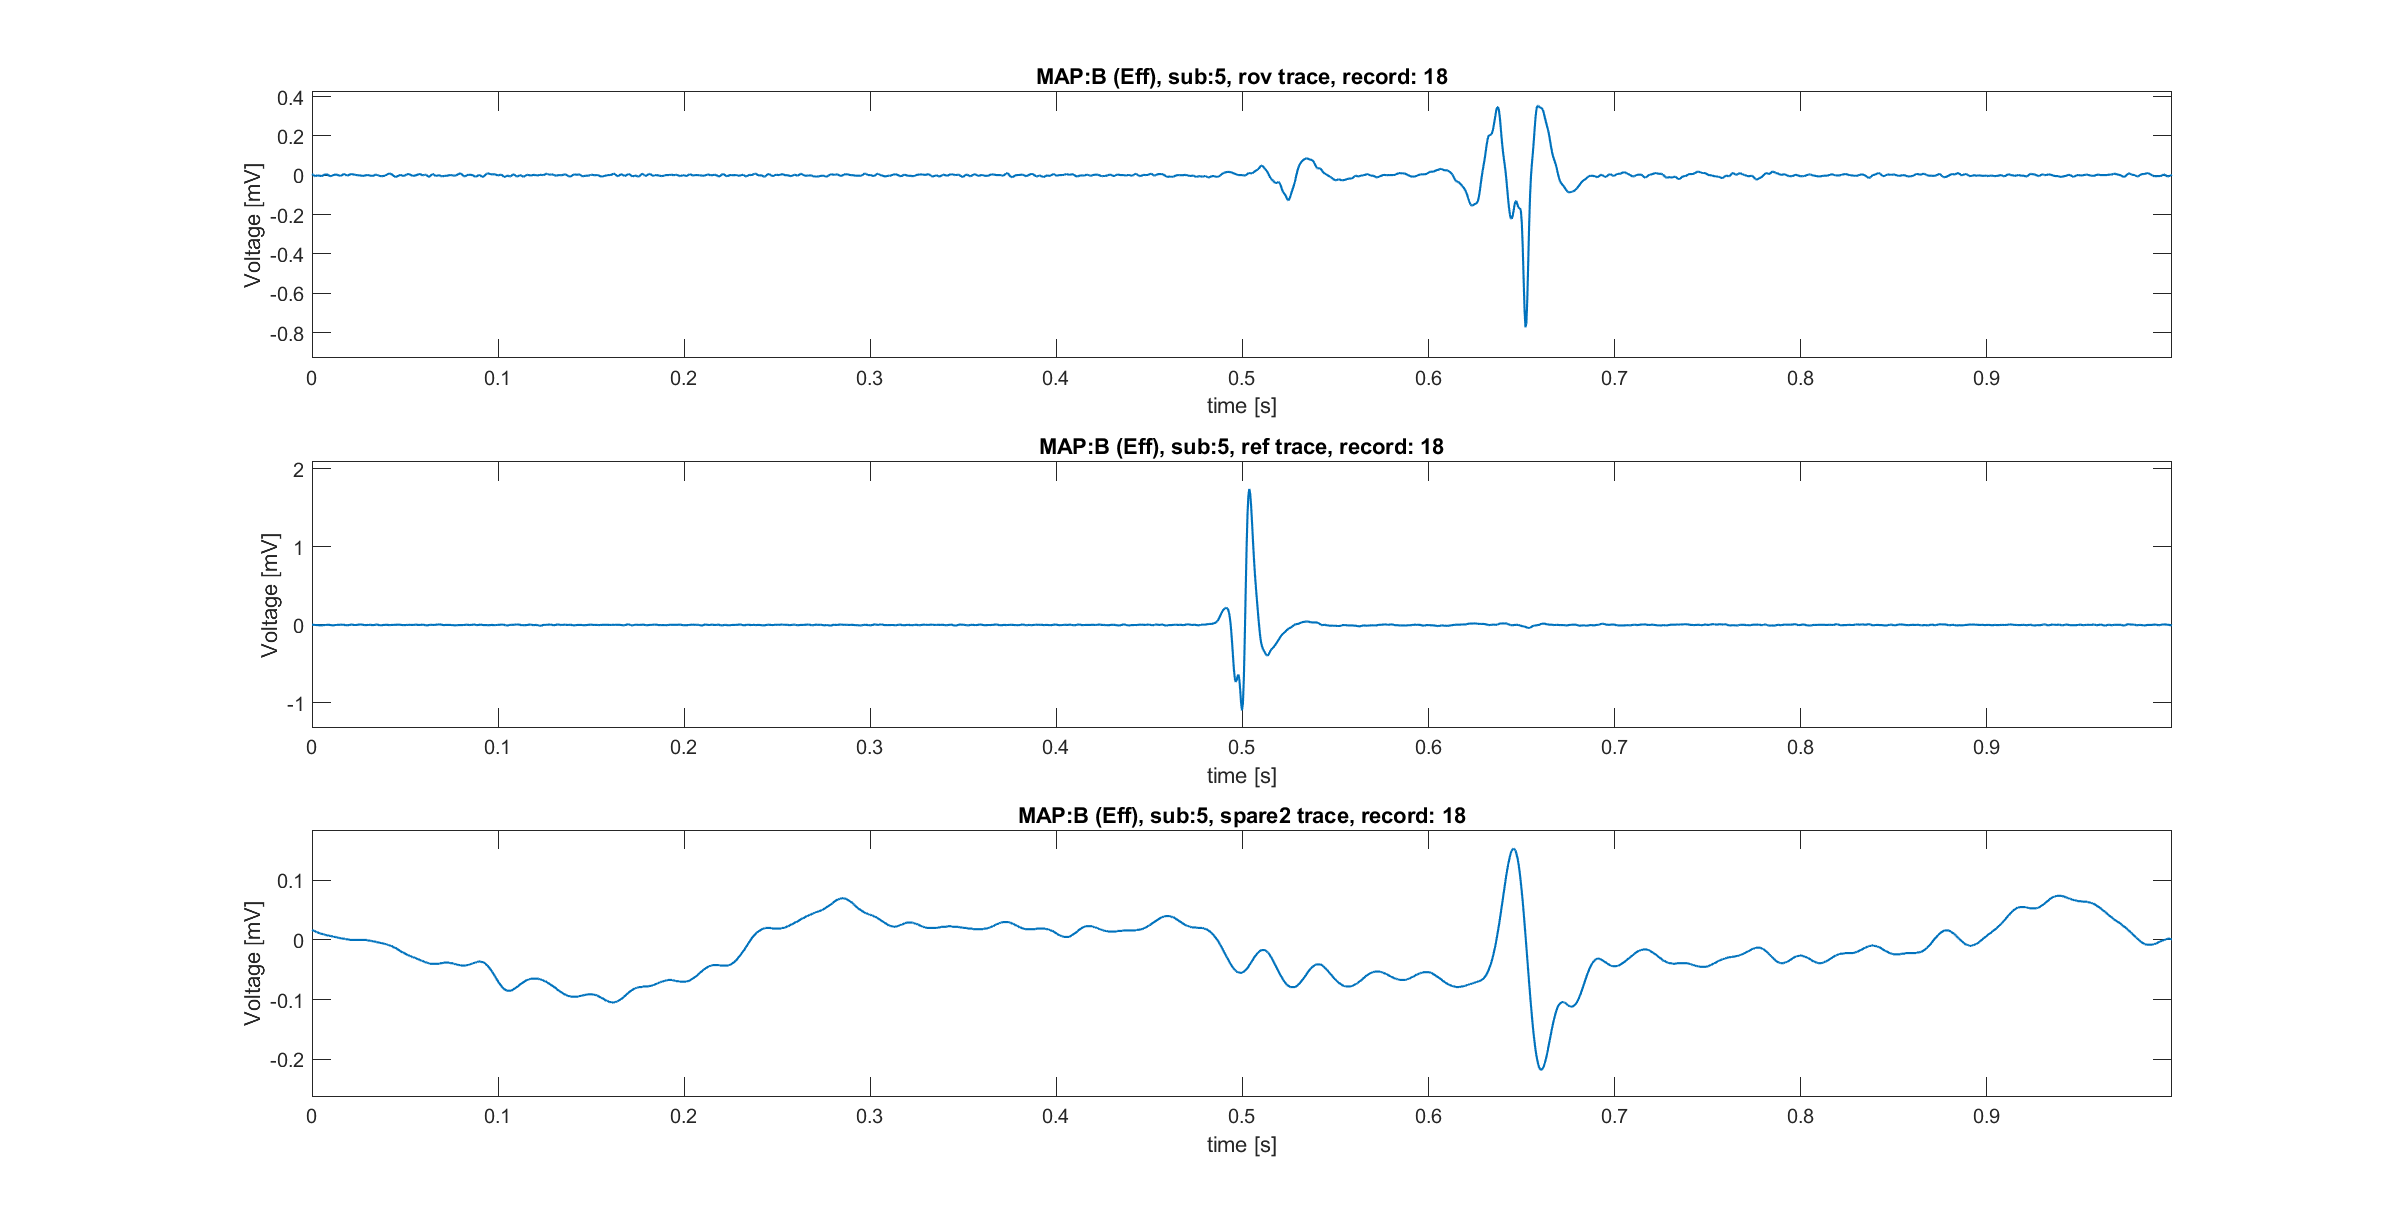 MAP:B (Eff), sub:5, rov trace, record: 18
0.4
0.2
0
-0.2
-0.4
-0.6
-0.8
Voltage [mV]
0 0.1 0.2 0.3 0.4 0.5 0.6 0.7 0.8 0.9
time [s]
MAP:B (Eff), sub:5, ref trace, record: 18
2
1
0
-1
Voltage [mV]
0 0.1 0.2 0.3 0.4 0.5 0.6 0.7 0.8 0.9
time [s]
MAP:B (Eff), sub:5, spare2 trace, record: 18
0.1
0
-0.1
-0.2
Voltage [mV]
0 0.1 0.2 0.3 0.4 0.5 0.6 0.7 0.8 0.9
time [s]